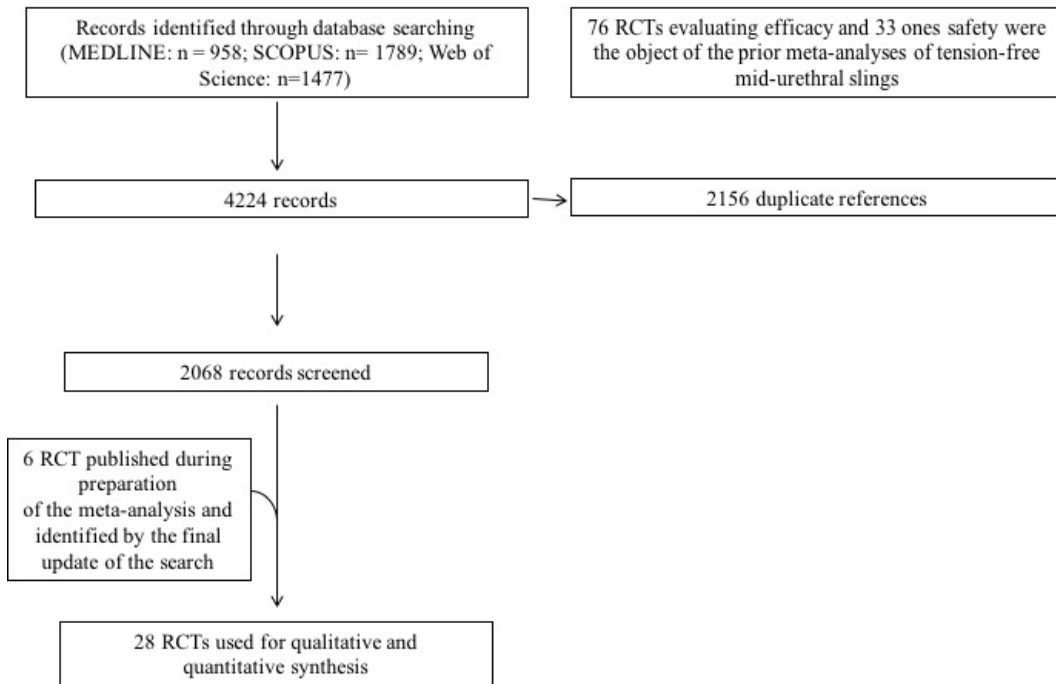 Records identified through database searching
(MEDLINE: n = 958; SCOPUS: n= 1789; Web of
Science: n=1477)
76 RCTs evaluating efficacy and 33 ones safety were
the object of the prior meta-analyses of tension-free
mid-urethral slings
4224 records
2156 duplicate references
2068 records screened
6 RCT published during
preparation
of the meta-analysis and
identified by the final
update of the search
28 RCTs used for qualitative and
quantitative synthesis